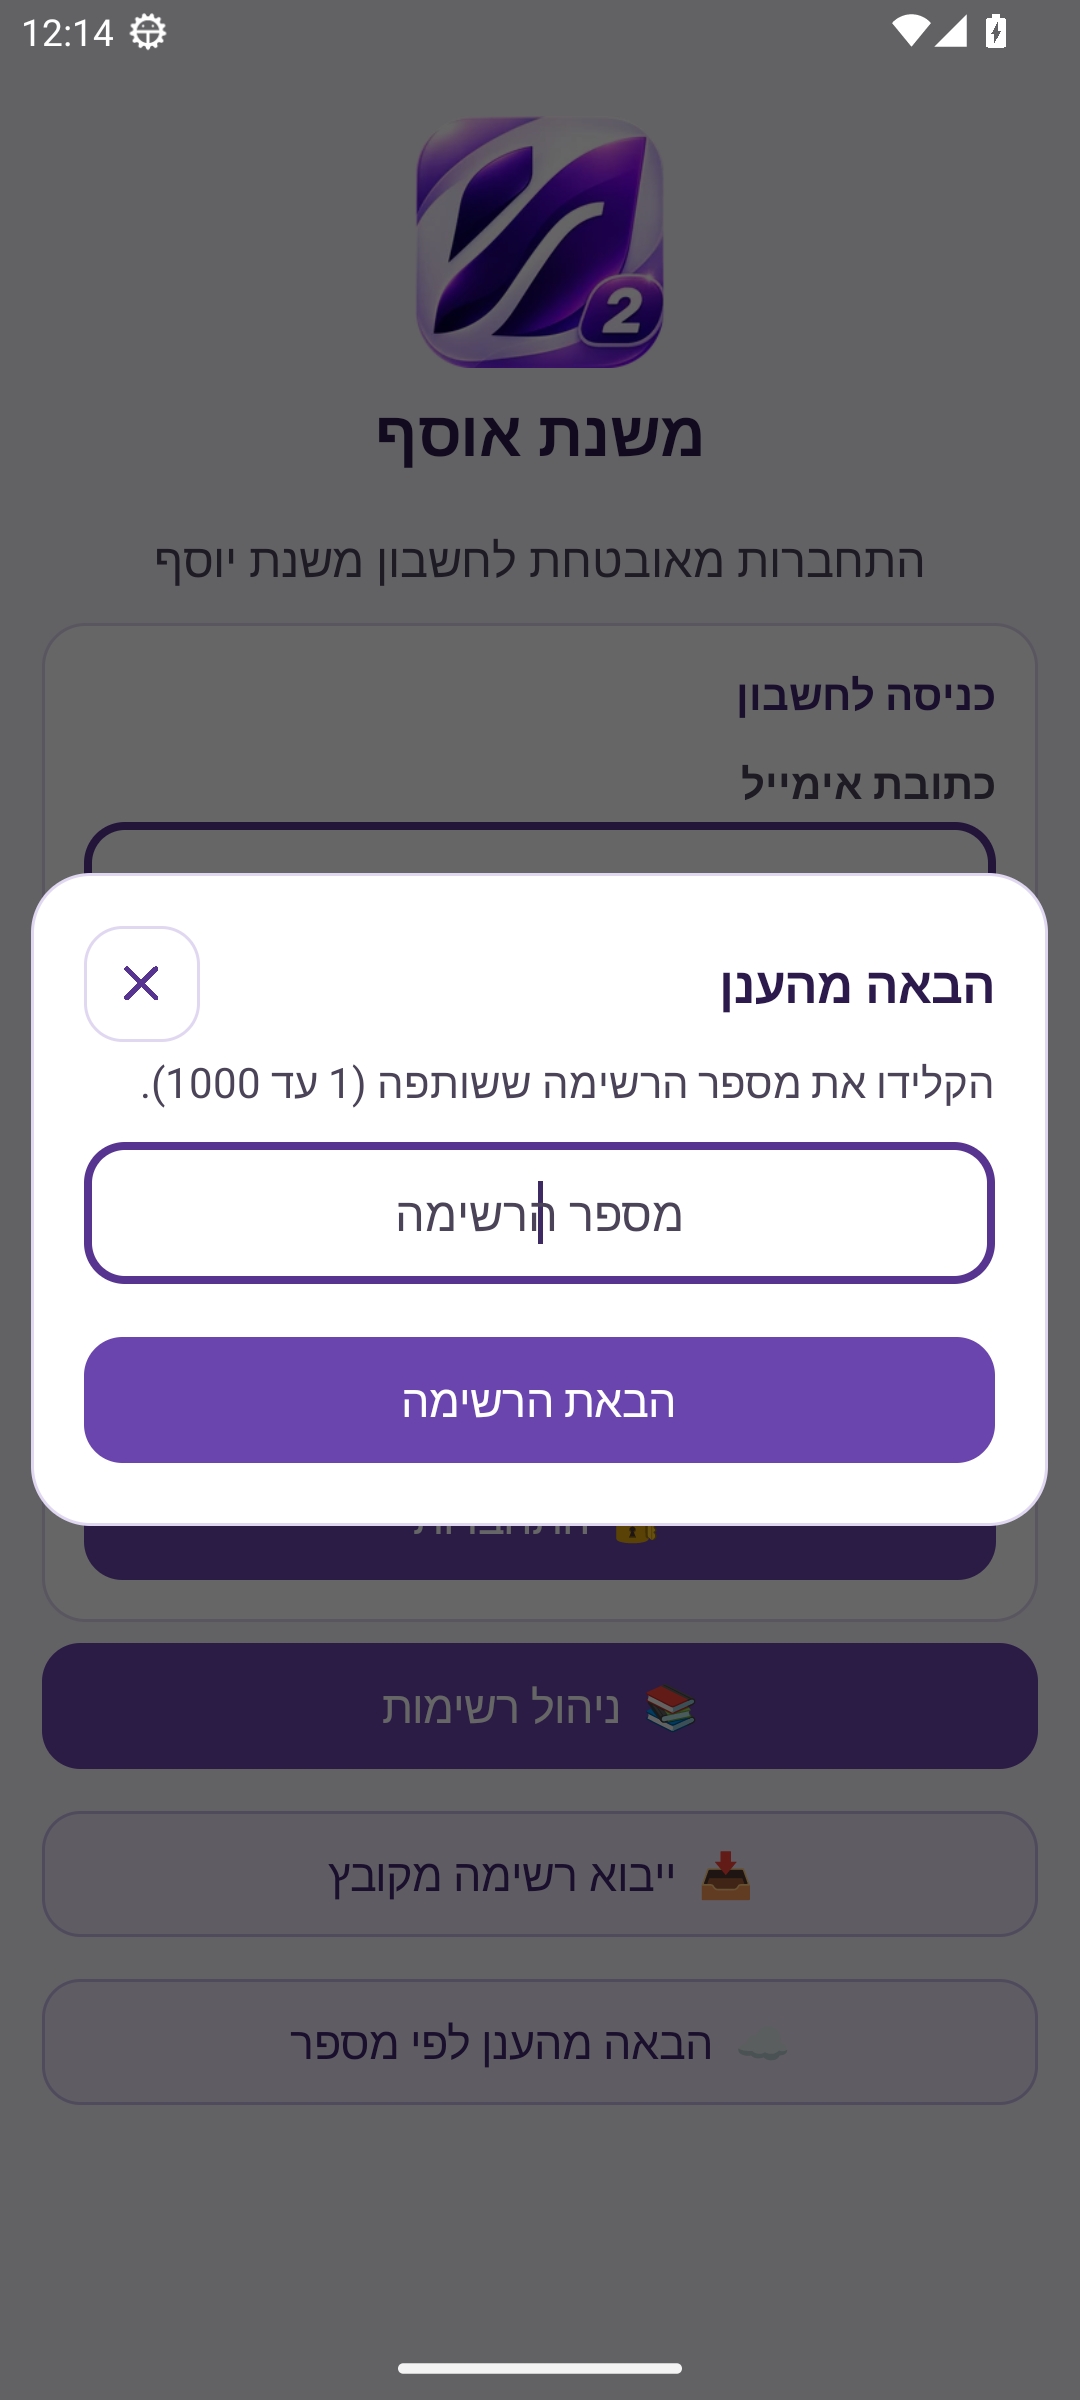 12:14
2
משנת אוסף
התחברות מאובטחת לחשבון משנת יוסף
כניסה לחשבון
כתובת אימייל
הבאה מהענן
הקלידו את מספר הרשימה ששותפה (1 עד 1000).
מספר הרשימה
הבאת הרשימה
ניהול רשימות
ייבוא רשימה מקובץ
הבאה מהענן לפי מספר